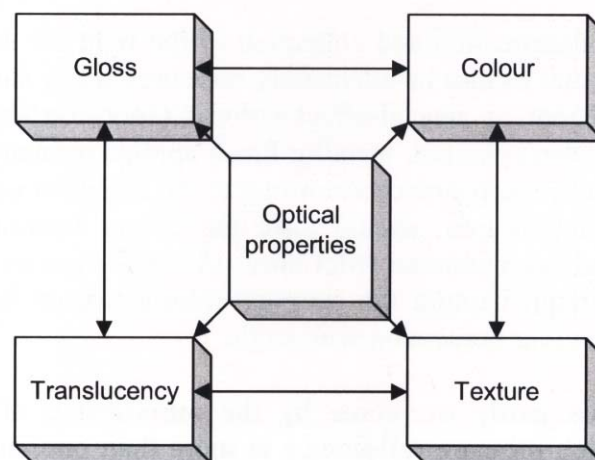 Gloss
Colour
Optical
properties
Translucency
Texture